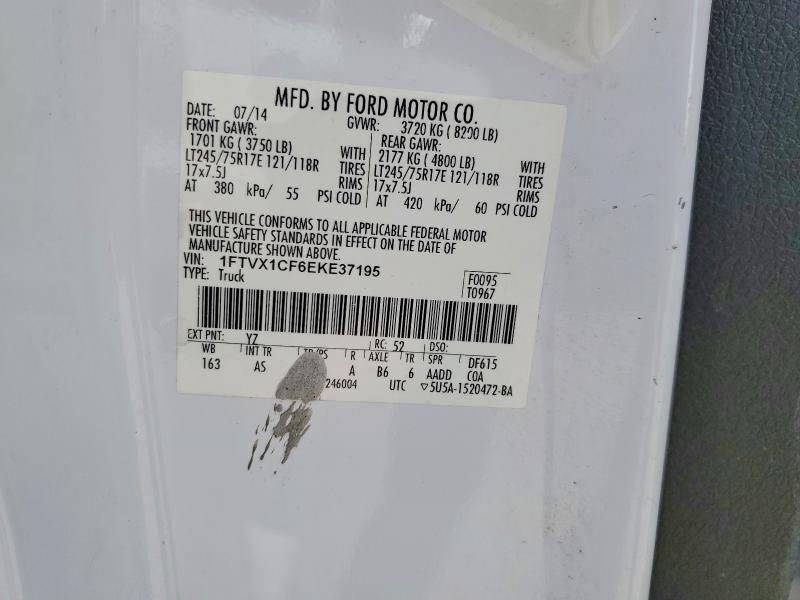 MFD. BY FORD MOTOR CO.
DATE: 07/14 GVWR: 3720 KG ( 8200 LB)
FRONT GAWR: REAR GAWR:
1701 KG ( 3750 LB) WITH 2177 KG ( 4800 LB) WITH
LT245/75R17E 121/118R TIRES LT245/75R17E 121/118R TIRES
17x7.5J RIMS 17x7.5J RIMS
AT 380 kPa/ 55 PSI COLD AT 420 kPa/ 60 PSI COLD
THIS VEHICLE CONFORMS TO ALL APPLICABLE FEDERAL MOTOR
VEHICLE SAFETY STANDARDS IN EFFECT ON THE DATE OF
MANUFACTURE SHOWN ABOVE.
VIN: 1FTVX1CF6EKE37195 F0095
TYPE: Truck T0967
EXT PNT: YZ RC: 52 DSO:
WB INT TR TP/PS R AXLE TR SPR DF615
163 AS A B6 6 AADD COA
246004 UTC ▽5U5A-1520472-BA